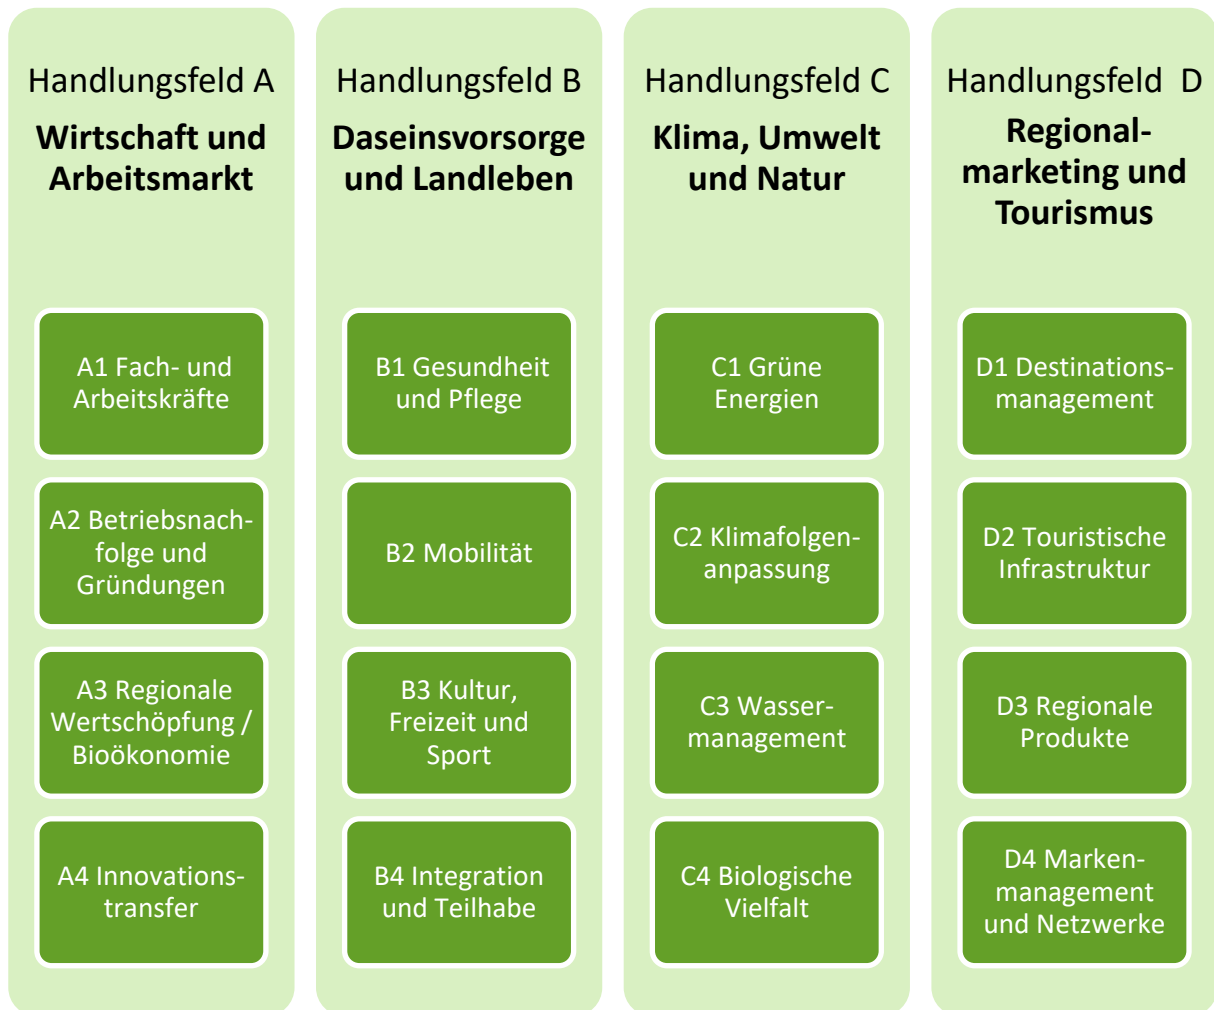 Handlungsfeld A
Wirtschaft und
Arbeitsmarkt
A1 Fach- und
Arbeitskräfte
A2 Betriebsnach-
folge und
Gründungen
A3 Regionale
Wertschöpfung /
Bioökonomie
A4 Innovations-
transfer
Handlungsfeld B
Daseinsvorsorge
und Landleben
B1 Gesundheit
und Pflege
B2 Mobilität
B3 Kultur,
Freizeit und
Sport
B4 Integration
und Teilhabe
Handlungsfeld C
Klima, Umwelt
und Natur
C1 Grüne
Energien
C2 Klimafolgen-
anpassung
C3 Wasser-
management
C4 Biologische
Vielfalt
Handlungsfeld D
Regional-
marketing und
Tourismus
D1 Destinations-
management
D2 Touristische
Infrastruktur
D3 Regionale
Produkte
D4 Marken-
management
und Netzwerke